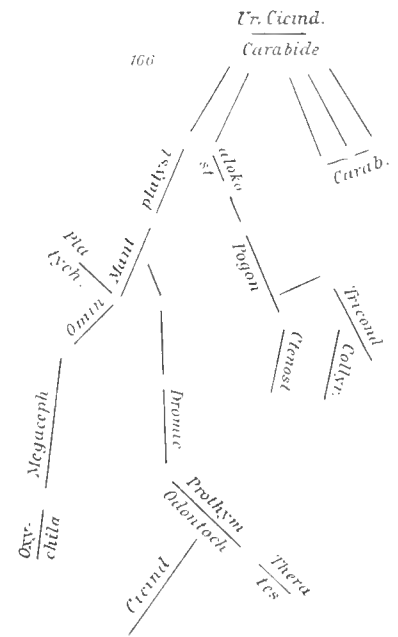 Ur. Cicind.
Carabide
166
platyst
aloko
st
Carab.
Pla
tych.
Mant
Omin
Pogon
Tricond
Ctenost
Collyr.
Megaceph
Dromic
Oxy-
chila
Prothym
Odontoch
Cicind
Thera
tes